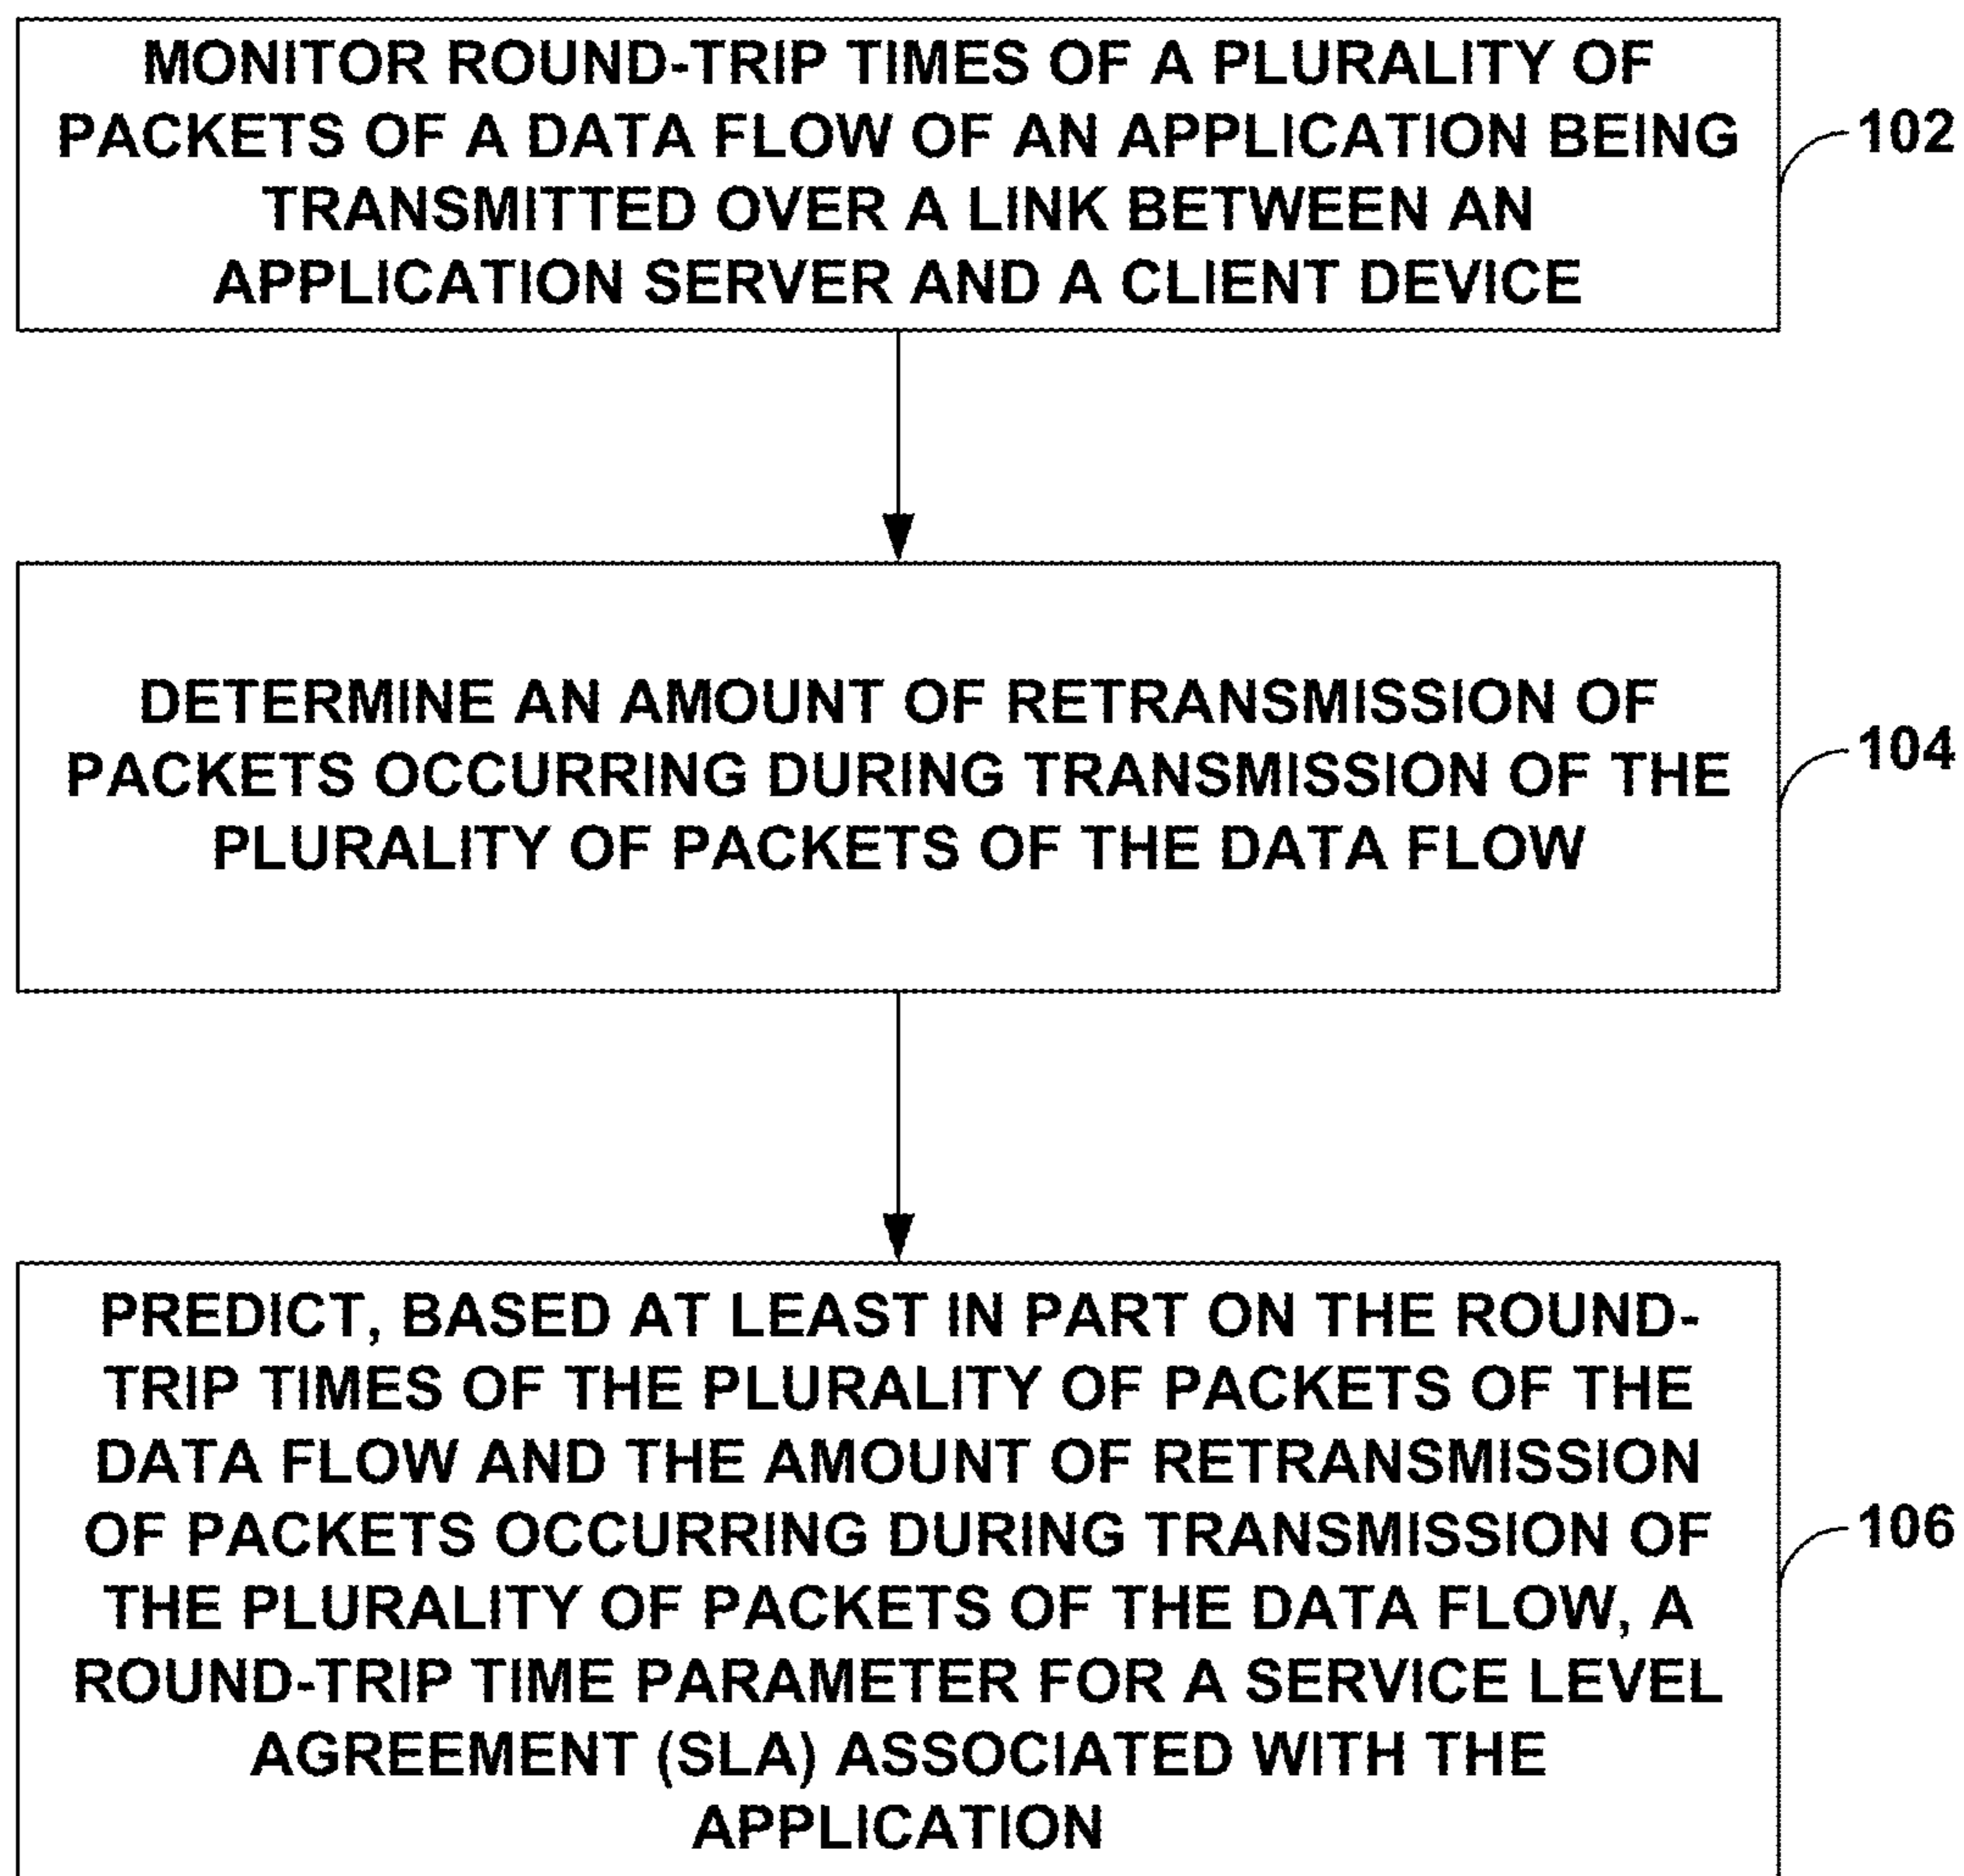 MONITOR ROUND-TRIP TIMES OF A PLURALITY OF
PACKETS OF A DATA FLOW OF AN APPLICATION BEING
TRANSMITTED OVER A LINK BETWEEN AN
APPLICATION SERVER AND A CLIENT DEVICE
102
DETERMINE AN AMOUNT OF RETRANSMISSION OF
PACKETS OCCURRING DURING TRANSMISSION OF THE
PLURALITY OF PACKETS OF THE DATA FLOW
104
PREDICT, BASED AT LEAST IN PART ON THE ROUND-
TRIP TIMES OF THE PLURALITY OF PACKETS OF THE
DATA FLOW AND THE AMOUNT OF RETRANSMISSION
OF PACKETS OCCURRING DURING TRANSMISSION OF
THE PLURALITY OF PACKETS OF THE DATA FLOW, A
ROUND-TRIP TIME PARAMETER FOR A SERVICE LEVEL
AGREEMENT (SLA) ASSOCIATED WITH THE
APPLICATION
106